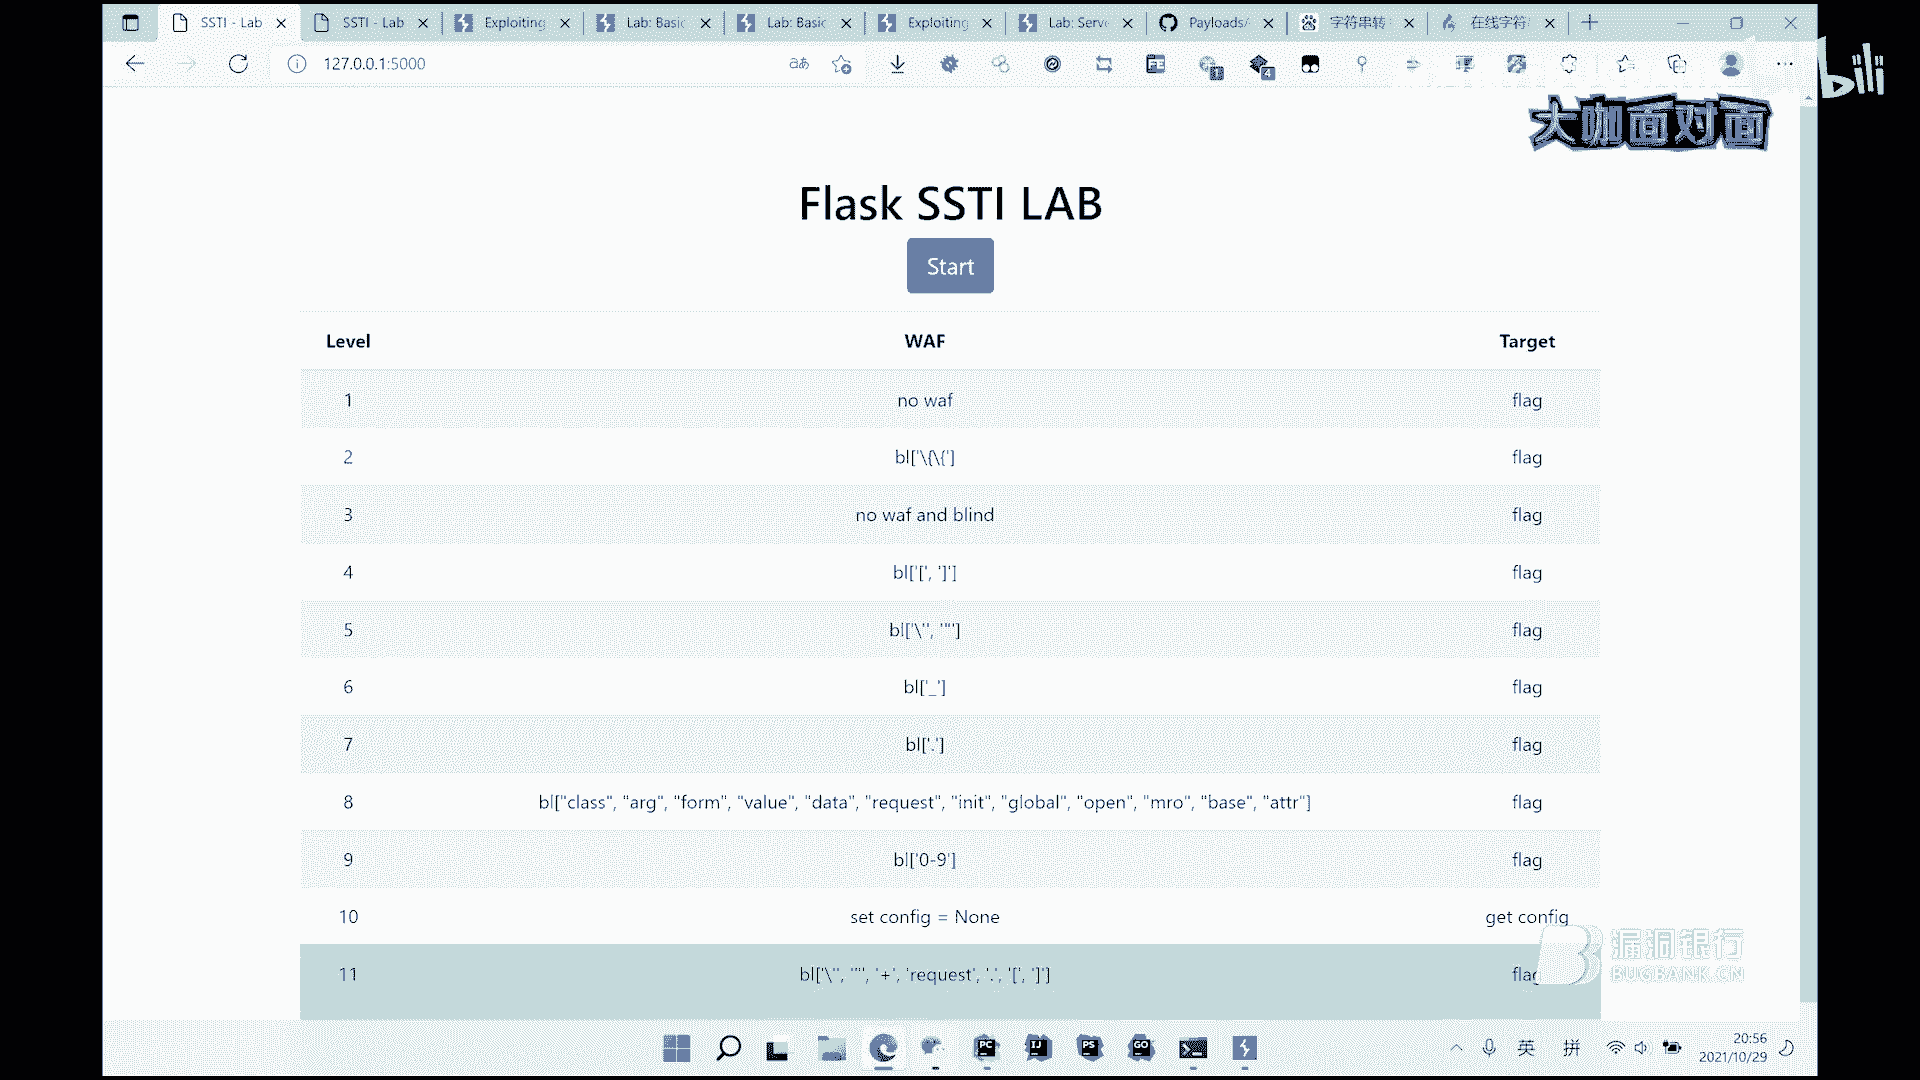 SSTI - Lab
SSTI - Lab
Exploiting
Lab: Basic
Lab: Basic
Exploiting
Lab: Serve
Payloads/
字符串转
在线字符
127.0.0.1:5000
bili
大咖面对面
Flask SSTI LAB
Start
Level WAF Target
1 no waf flag
2 bl['\{\{'] flag
3 no waf and blind flag
4 bl['[', ']'] flag
5 bl['\'', '"'] flag
6 bl['_'] flag
7 bl['.'] flag
8 bl["class", "arg", "form", "value", "data", "request", "init", "global", "open", "mro", "base", "attr"] flag
9 bl['0-9'] flag
10 set config = None get config
11 bl['\'', '"', '+', 'request', '.', '[', ']'] flag
漏洞银行
BUGBANK.CN
PC
IJ
PS
GO
英
拼
20:56
2021/10/29